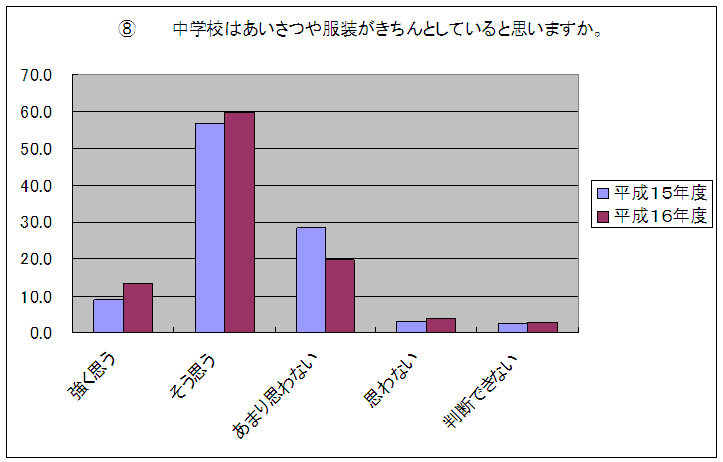 ⑧ 中学校はあいさつや服装がきちんとしていると思いますか。
70.0
60.0
50.0
40.0
30.0
20.0
10.0
0.0
強く思う
そう思う
あまり思わない
思わない
判断できない
平成15年度
平成16年度